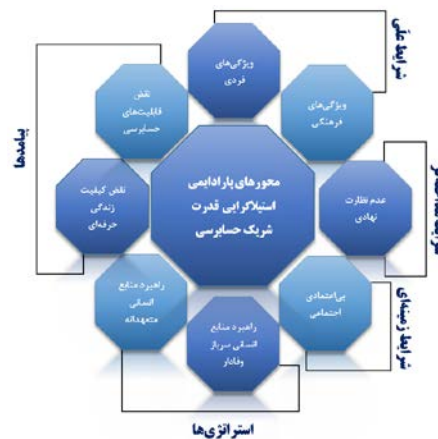 شرایط علّی
ویژگی‌های
فردی
ویژگی‌های
فرهنگی
نقض
قابلیت‌های
حسابرسی
پیامدها
محورهای پارادایمی
استیلاگرایی قدرت
شریک حسابرسی
عدم نظارت
نهادی
نقض کیفیت
زندگی
حرفه‌ای
بی‌اعتمادی
اجتماعی
شرایط زمینه‌ای
راهبرد منابع
انسانی
متعهدانه
راهبرد منابع
انسانی سرباز
وفادار
استراتژی‌ها